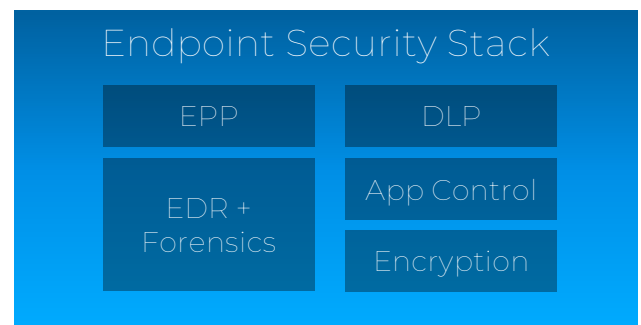 Endpoint Security Stack
EPP
DLP
EDR +
Forensics
App Control
Encryption